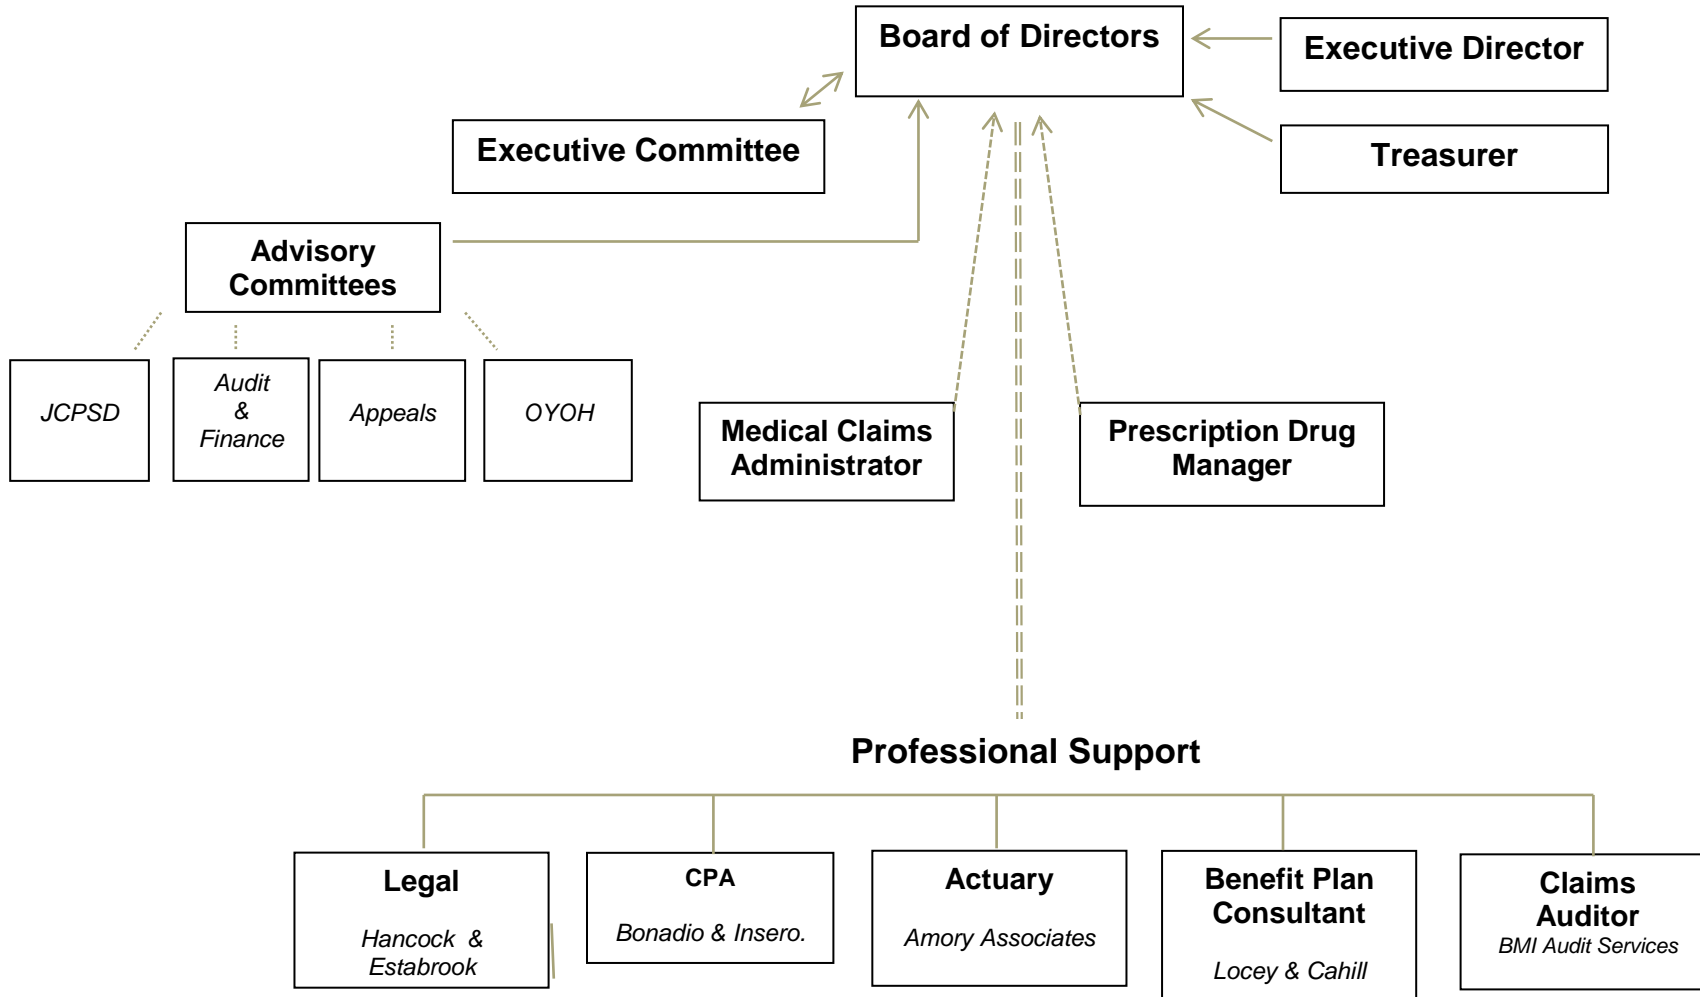 Board of Directors
Executive Director
Executive Committee
Treasurer
Advisory
Committees
JCPSD
Audit
&
Finance
Appeals
OYOH
Medical Claims
Administrator
Prescription Drug
Manager
Professional Support
Legal
Hancock &
Estabrook
CPA
Bonadio & Insero.
Actuary
Amory Associates
Benefit Plan
Consultant
Locey & Cahill
Claims
Auditor
BMI Audit Services